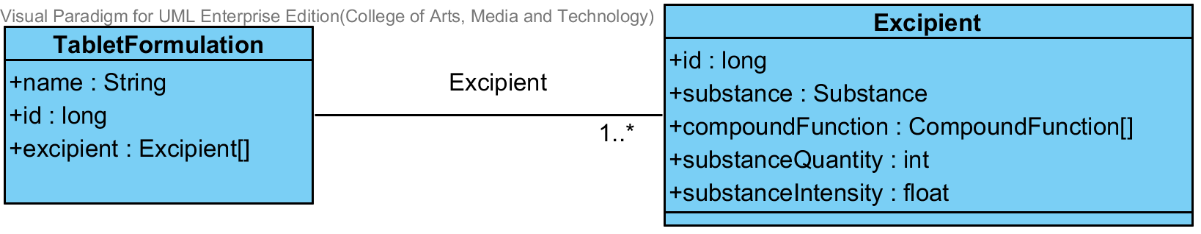 Visual Paradigm for UML Enterprise Edition(College of Arts, Media and Technology)
TabletFormulation
+name : String
+id : long
+excipient : Excipient[]
Excipient
1..*
Excipient
+id : long
+substance : Substance
+compoundFunction : CompoundFunction[]
+substanceQuantity : int
+substanceIntensity : float